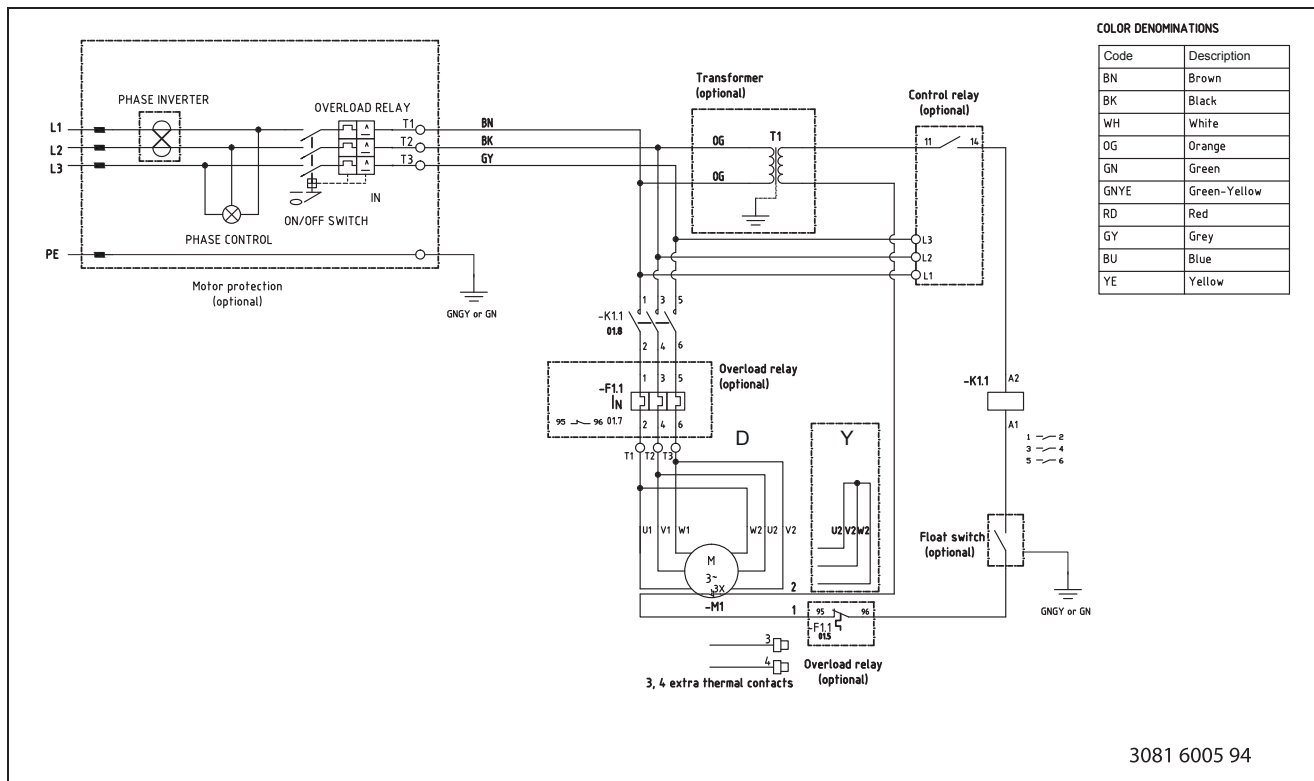 COLOR DENOMINATIONS
Code Description
BN Brown
BK Black
WH White
OG Orange
GN Green
GNYE Green-Yellow
RD Red
GY Grey
BU Blue
YE Yellow
PHASE INVERTER
OVERLOAD RELAY
L1
L2
L3
PE
T1
T2
T3
BN
BK
GY
IN
ON/OFF SWITCH
PHASE CONTROL
Motor protection
(optional)
GNGY or GN
Transformer
(optional)
OG
OG
T1
Control relay
(optional)
11 14
L3
L2
L1
1 3 5
-K1.1
01.8
2 4 6
Overload relay
(optional)
1 3 5
-F1.1
IN
95 96 01.7
2 4 6
T1 T2 T3
D
Y
U1 V1 W1 W2 U2 V2
U2 V2 W2
M
3~
3X
-M1
2
1
95 96
-F1.1
01.5
Overload relay
(optional)
3
4
3, 4 extra thermal contacts
-K1.1
A2
A1
1 2
3 4
5 6
Float switch
(optional)
GNGY or GN
3081 6005 94